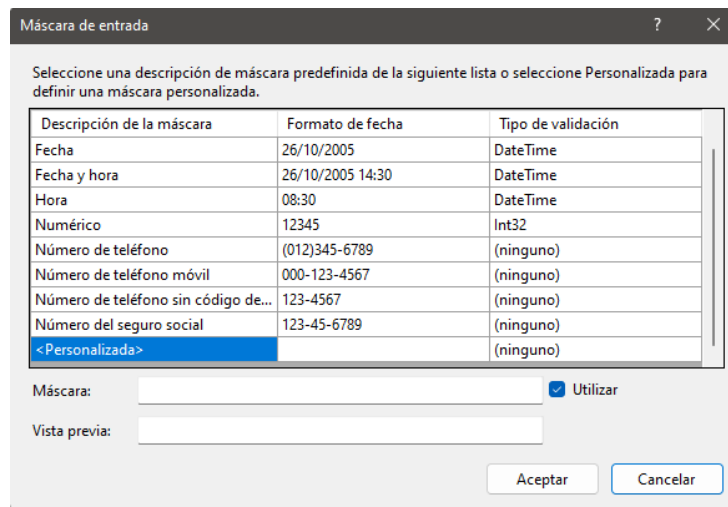 Máscara de entrada ? ×
Seleccione una descripción de máscara predefinida de la siguiente lista o seleccione Personalizada para
definir una máscara personalizada.
Descripción de la máscara Formato de fecha Tipo de validación
Fecha 26/10/2005 DateTime
Fecha y hora 26/10/2005 14:30 DateTime
Hora 08:30 DateTime
Numérico 12345 Int32
Número de teléfono (012)345-6789 (ninguno)
Número de teléfono móvil 000-123-4567 (ninguno)
Número de teléfono sin código de... 123-4567 (ninguno)
Número del seguro social 123-45-6789 (ninguno)
<Personalizada> (ninguno)
Máscara: Utilizar
Vista previa:
Aceptar Cancelar